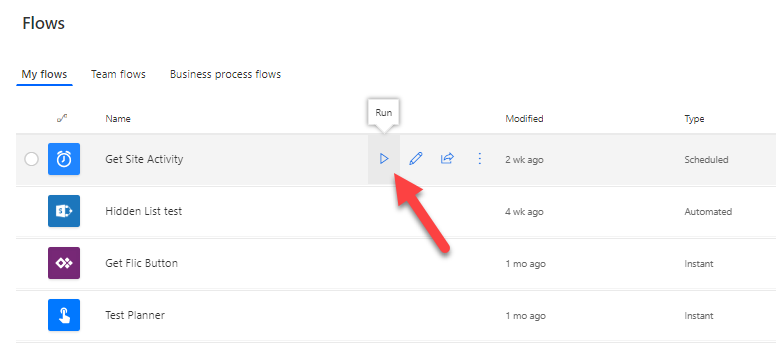 Flows
My flows Team flows Business process flows
Run
Name Modified Type
Get Site Activity 2 wk ago Scheduled
Hidden List test 4 wk ago Automated
Get Flic Button 1 mo ago Instant
Test Planner 1 mo ago Instant